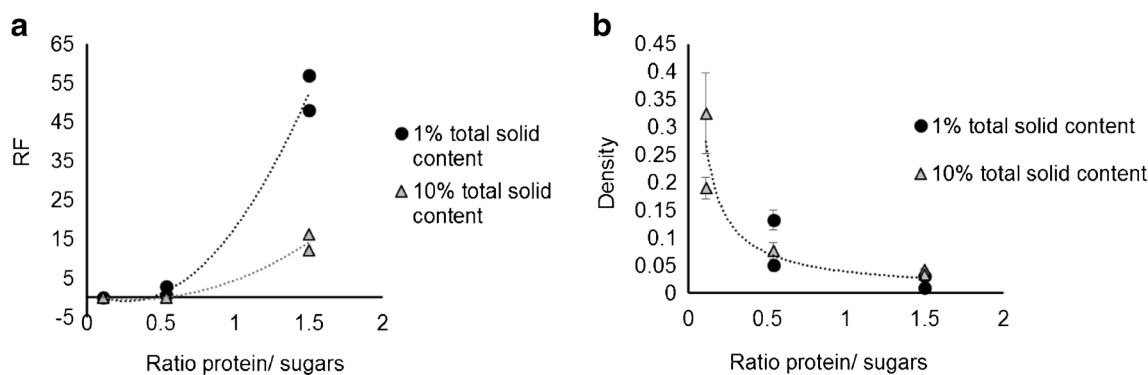 a
65
55
45
35
25
15
5
-5
RF
0
0.5
1
1.5
2
Ratio protein/ sugars
1% total solid
content
10% total solid
content
b
0.45
0.4
0.35
0.3
0.25
0.2
0.15
0.1
0.05
0
Density
0
0.5
1
1.5
2
Ratio protein/ sugars
1% total solid content
10% total solid content